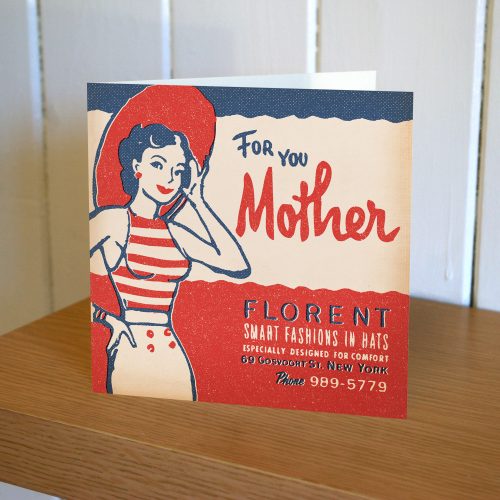 FOR YOU
Mother
FLORENT
SMART FASHIONS IN HATS
ESPECIALLY DESIGNED FOR COMFORT
69 GOSVOORT ST. NEW YORK
Phone 989-5779